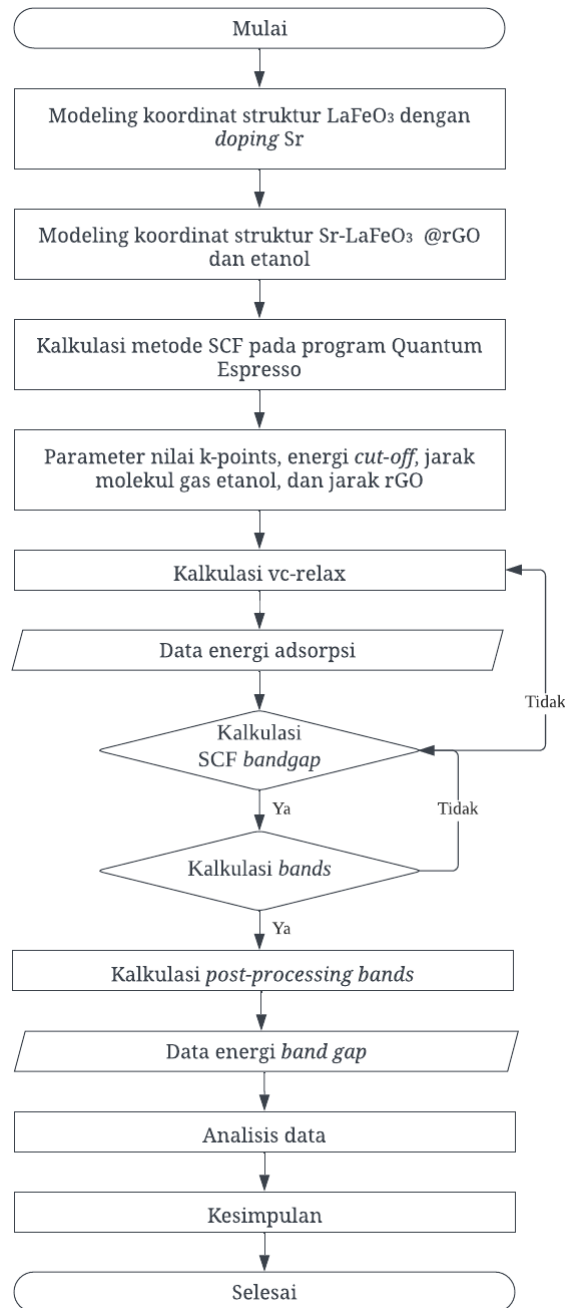 Mulai
Modeling koordinat struktur LaFeO₃ dengan
doping Sr
Modeling koordinat struktur Sr-LaFeO₃ @rGO
dan etanol
Kalkulasi metode SCF pada program Quantum
Espresso
Parameter nilai k-points, energi cut-off, jarak
molekul gas etanol, dan jarak rGO
Kalkulasi vc-relax
Data energi adsorpsi
Tidak
Kalkulasi
SCF bandgap
Ya
Tidak
Kalkulasi bands
Ya
Kalkulasi post-processing bands
Data energi band gap
Analisis data
Kesimpulan
Selesai